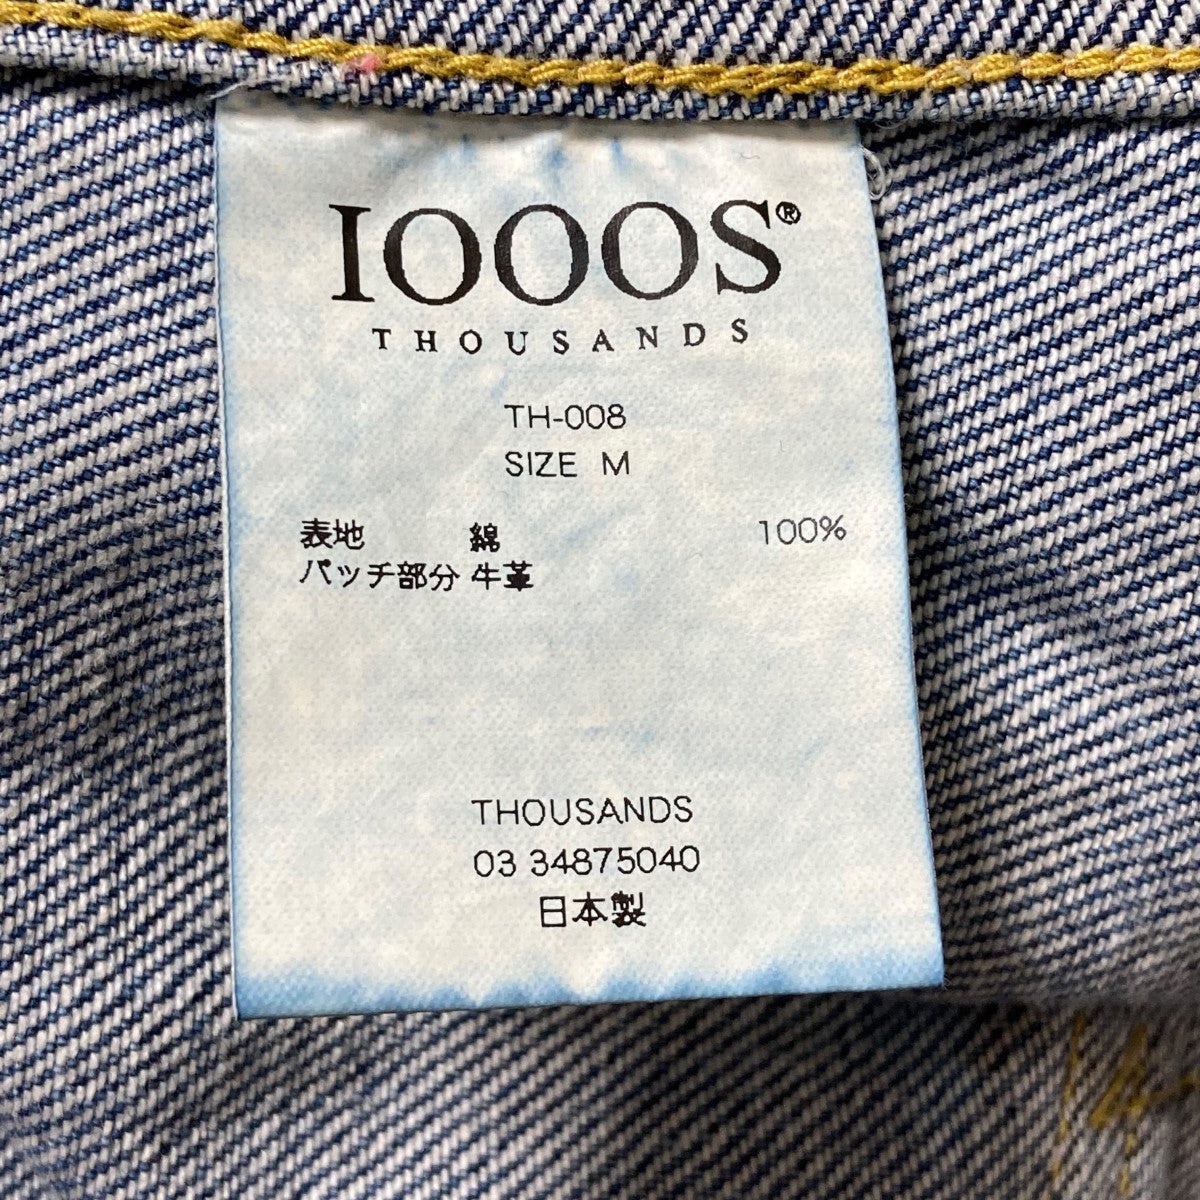 IOOOS®
THOUSANDS
TH-008
SIZE M
表地 綿 100%
パッチ部分 牛革
THOUSANDS
03 34875040
日本製